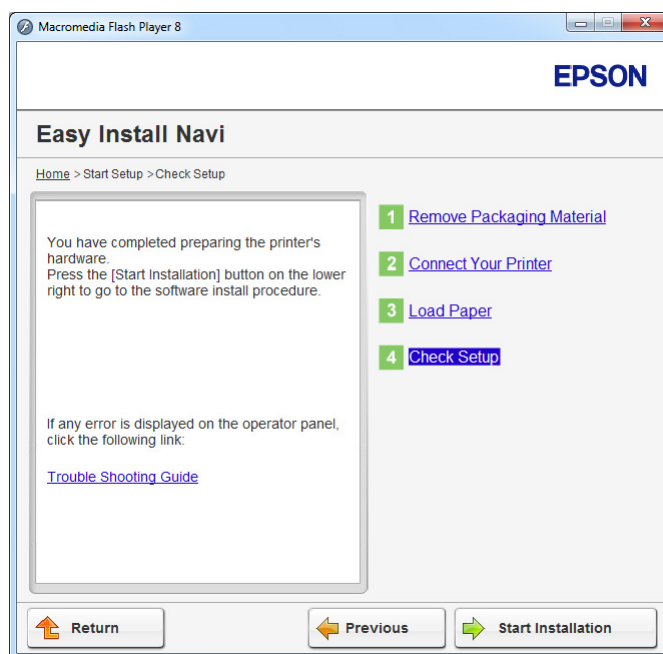 Macromedia Flash Player 8
EPSON
Easy Install Navi
Home > Start Setup > Check Setup
You have completed preparing the printer's
hardware.
Press the [Start Installation] button on the lower
right to go to the software install procedure.
If any error is displayed on the operator panel,
click the following link:
Trouble Shooting Guide
1 Remove Packaging Material
2 Connect Your Printer
3 Load Paper
4 Check Setup
Return
Previous
Start Installation